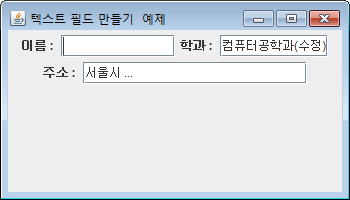 텍스트 필드 만들기 예제
이름 : 학과 : 컴퓨터공학과(수정)
주소 : 서울시 ...